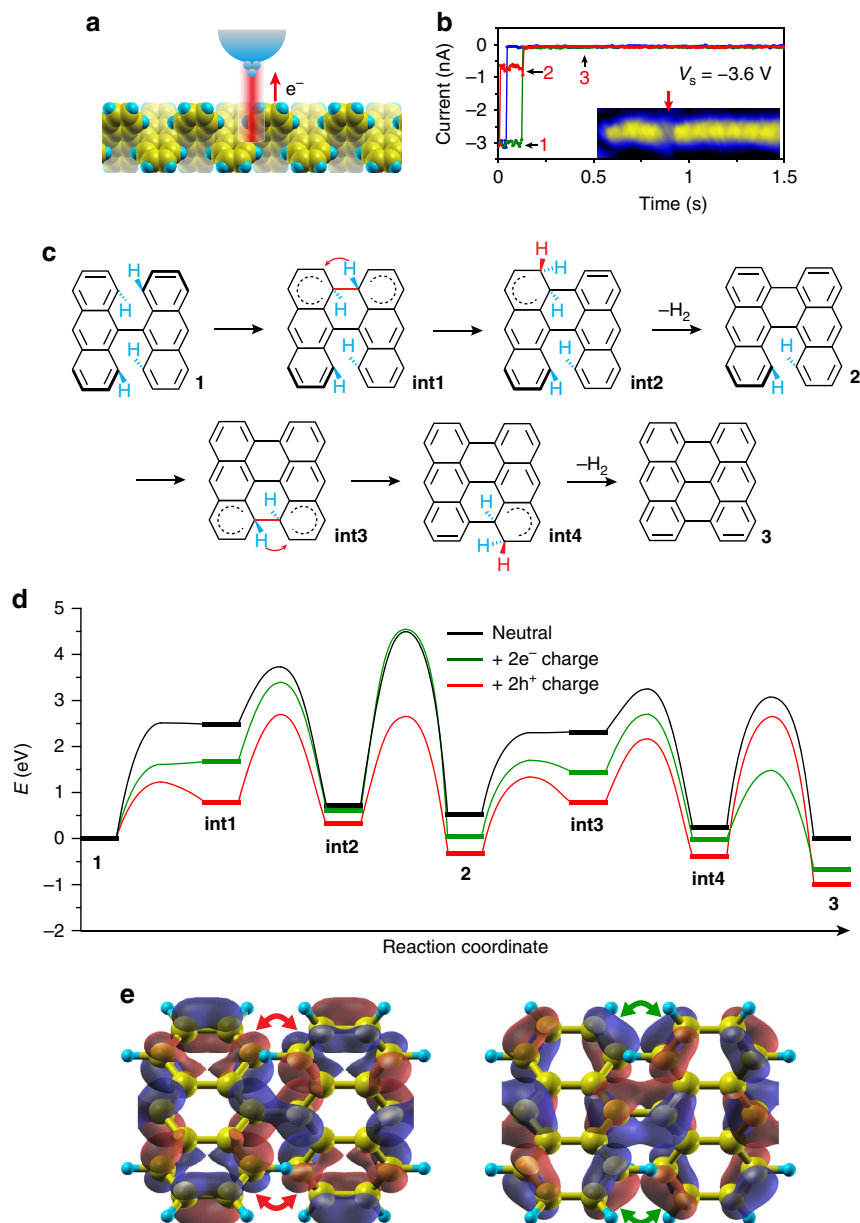 a
e–
b
Current (nA)
0
–1
–2
–3
2
3
1
Vs = –3.6 V
0
0.5
1
1.5
Time (s)
c
H
H
H
H
1
H
H
H
H
int1
H
H
H
H
H
int2
–H2
2
H
H
H
H
int3
H
H
H
int4
–H2
3
d
5
4
3
2
1
0
–1
–2
E (eV)
Neutral
+ 2e– charge
+ 2h+ charge
1
int1
int2
2
int3
int4
3
Reaction coordinate
e